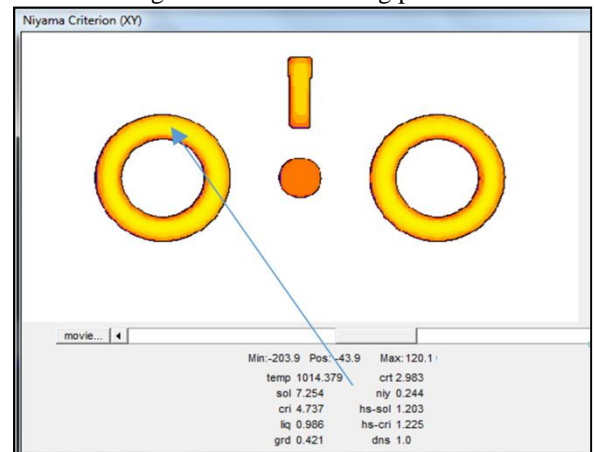 Niyama Criterion (XY)
movie...
Min:-203.9 Pos: -43.9 Max: 120.1
temp 1014.379 crt 2.983
sol 7.254 niy 0.244
cri 4.737 hs-sol 1.203
liq 0.986 hs-cri 1.225
grd 0.421 dns 1.0